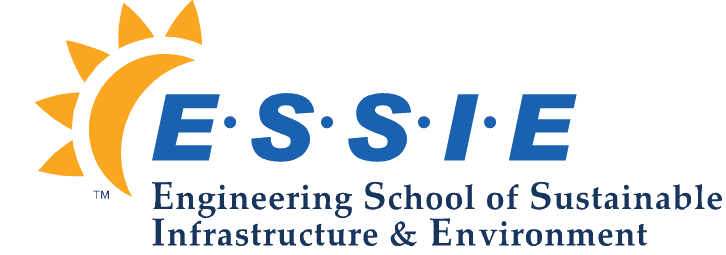 E·S·S·I·E
TM
Engineering School of Sustainable
Infrastructure & Environment